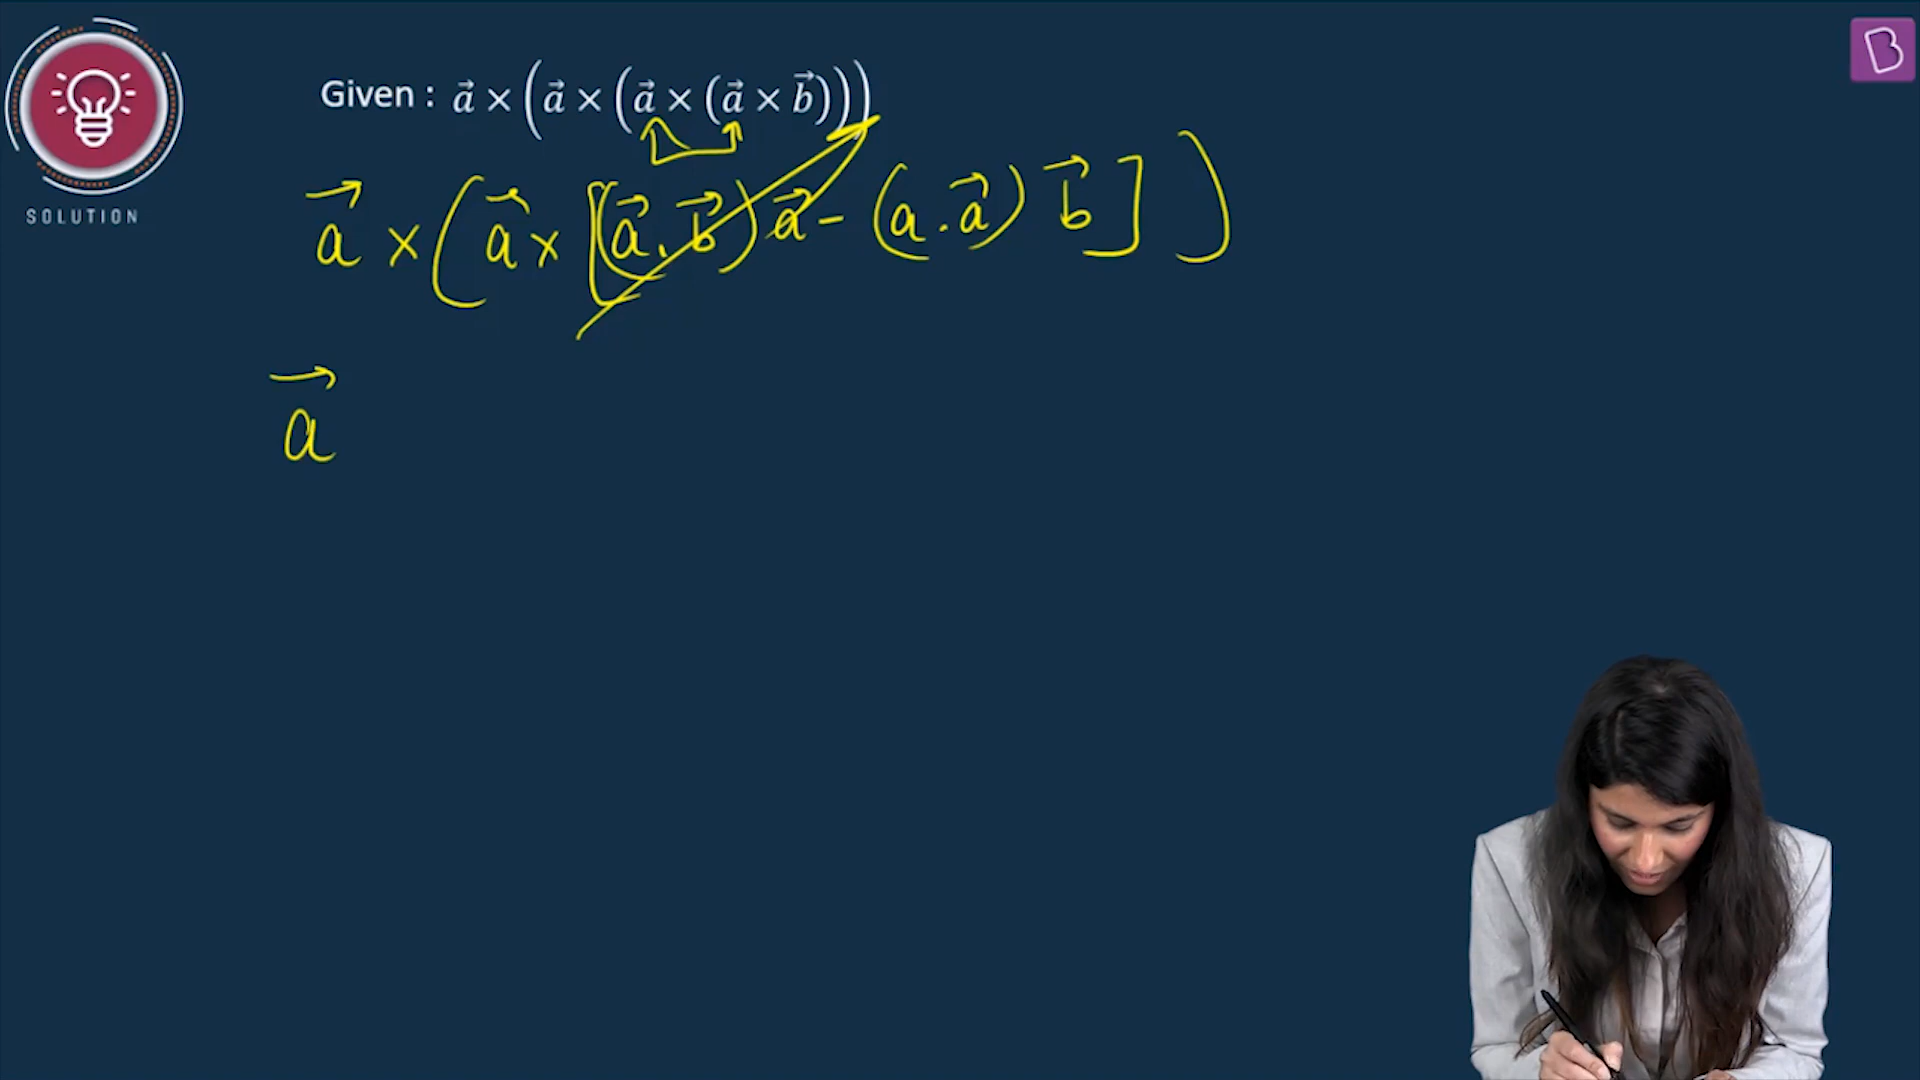 Given : a⃗ × (a⃗ × (a⃗ × (a⃗ × b⃗)))
a⃗ × (a⃗ × [(a⃗ . b⃗) a⃗ - (a . a⃗) b⃗])
SOLUTION
a⃗
B